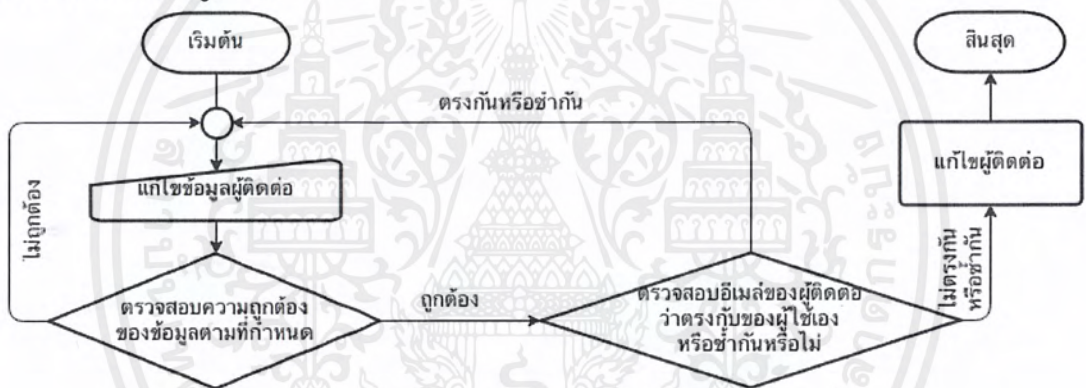 เริ่มต้น
สิ้นสุด
ตรงกันหรือซ้ำกัน
แก้ไขข้อมูลผู้ติดต่อ
แก้ไขผู้ติดต่อ
ไม่ถูกต้อง
ไม่ตรงกัน
หรือซ้ำกัน
ตรวจสอบความถูกต้อง
ของข้อมูลตามที่กำหนด
ถูกต้อง
ตรวจสอบอีเมล์ของผู้ติดต่อ
ว่าตรงกับของผู้ใช้เอง
หรือซ้ำกันหรือไม่